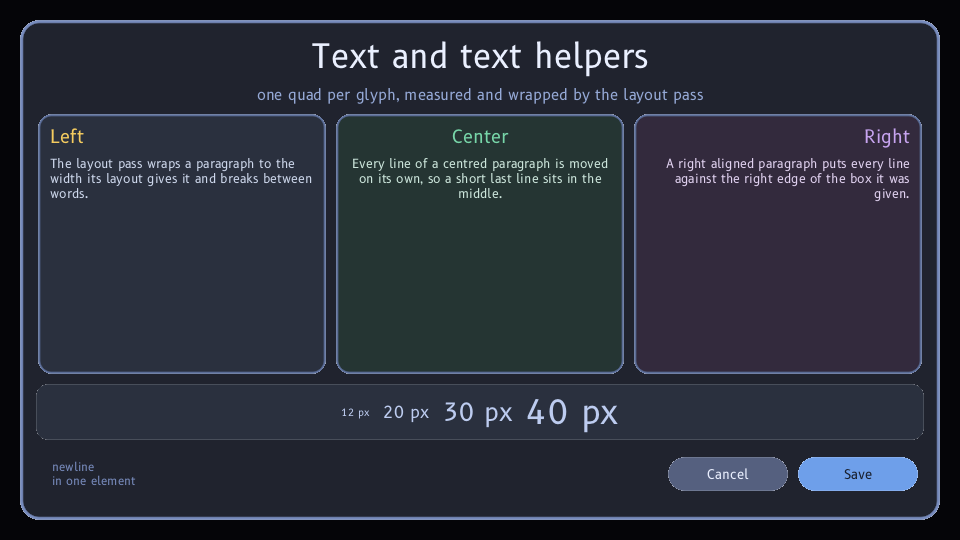 Text and text helpers
one quad per glyph, measured and wrapped by the layout pass
Left
The layout pass wraps a paragraph to the
width its layout gives it and breaks between
words.
Center
Every line of a centred paragraph is moved
on its own, so a short last line sits in the
middle.
Right
A right aligned paragraph puts every line
against the right edge of the box it was
given.
12 px 20 px 30 px 40 px
newline
in one element
Cancel
Save